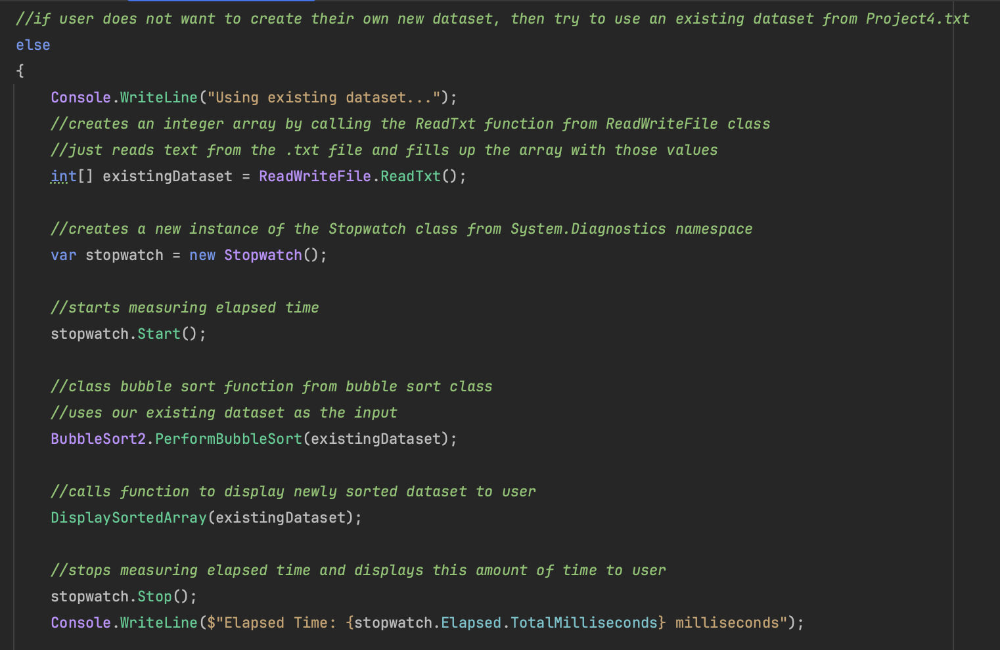 //if user does not want to create their own new dataset, then try to use an existing dataset from Project4.txt
else
{
    Console.WriteLine("Using existing dataset...");
    //creates an integer array by calling the ReadTxt function from ReadWriteFile class
    //just reads text from the .txt file and fills up the array with those values
    int[] existingDataset = ReadWriteFile.ReadTxt();

    //creates a new instance of the Stopwatch class from System.Diagnostics namespace
    var stopwatch = new Stopwatch();

    //starts measuring elapsed time
    stopwatch.Start();

    //class bubble sort function from bubble sort class
    //uses our existing dataset as the input
    BubbleSort2.PerformBubbleSort(existingDataset);

    //calls function to display newly sorted dataset to user
    DisplaySortedArray(existingDataset);

    //stops measuring elapsed time and displays this amount of time to user
    stopwatch.Stop();
    Console.WriteLine($"Elapsed Time: {stopwatch.Elapsed.TotalMilliseconds} milliseconds");